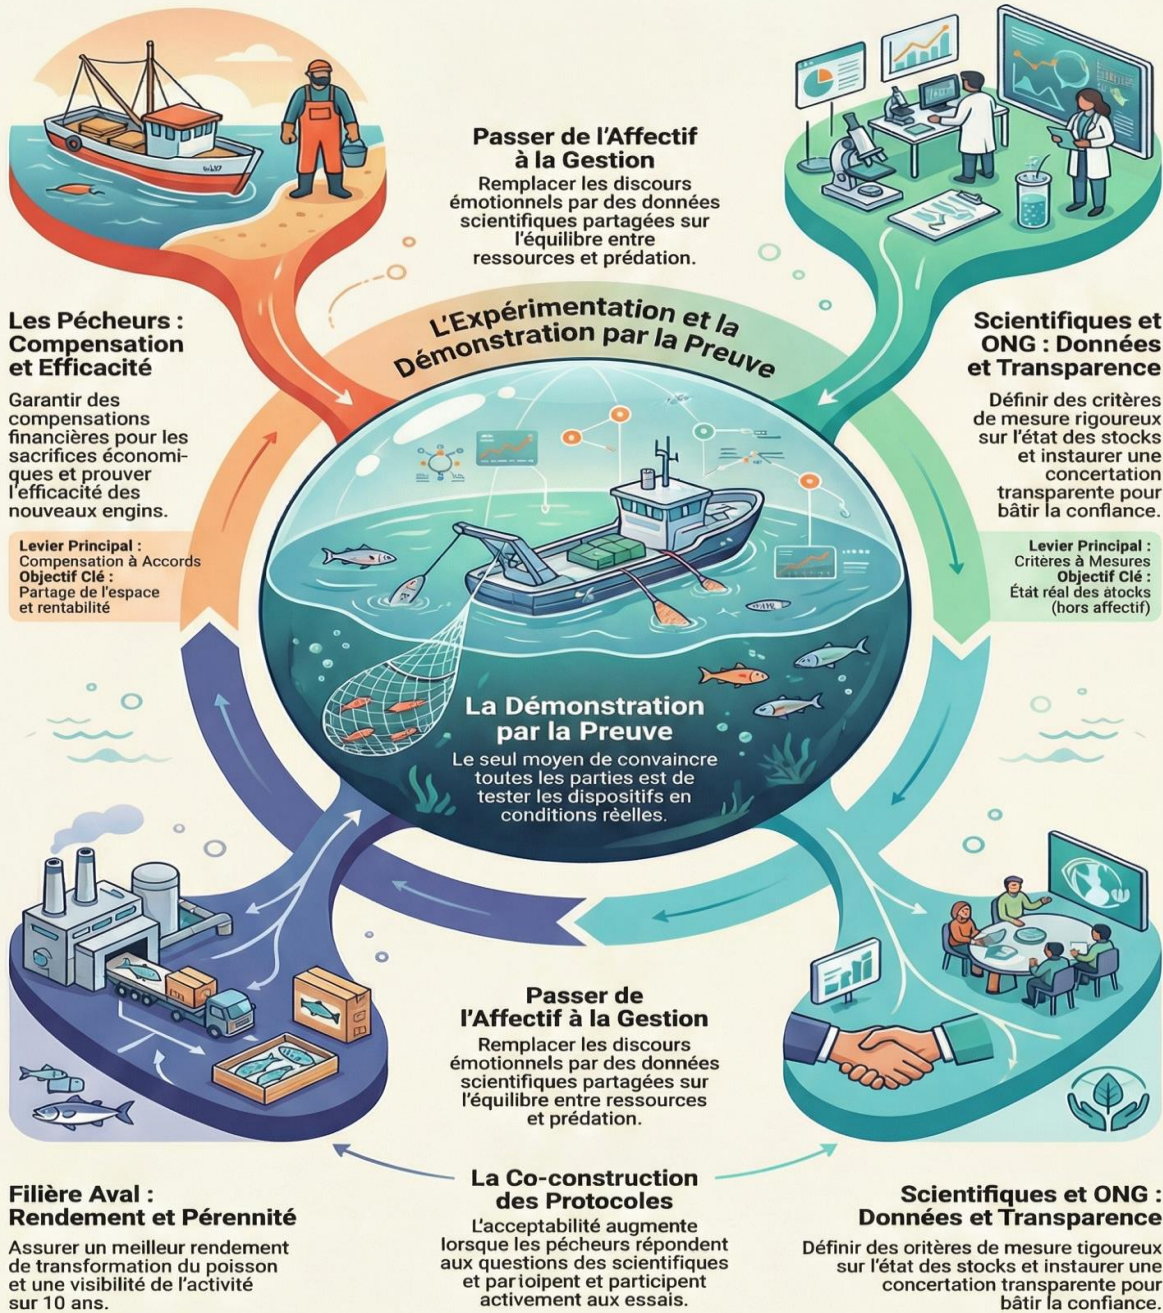 Passer de l'Affectif
à la Gestion
Remplacer les discours
émotionnels par des données
scientifiques partagées sur
l'équilibre entre
ressources et prédation.
L'Expérimentation et la
Démonstration par la Preuve
Les Pécheurs :
Compensation
et Efficacité
Garantir des
compensations
financières pour les
sacrifices économi-
ques et prouver
l'efficacité des
nouveaux engins.
Levier Principal :
Compensation à Accords
Objectif Clé :
Partage de l'espace
et rentabilité
Scientifiques et
ONG : Données
et Transparence
Définir des critères
de mesure rigoureux
sur l'état des stocks
et instaurer une
concertation
transparente pour
bâtir la confiance.
Levier Principal :
Critères à Mesures
Objectif Clé :
État réal des átocks
(hors affectif)
La Démonstration
par la Preuve
Le seul moyen de convaincre
toutes les parties est de
tester les dispositifs en
conditions rèelles.
Passer de
l'Affectif à la Gestion
Remplacer les discours
émotionnels par des données
scientifiques partagées sur
l'équilibre entre ressources
et prédation.
La Co-construction
des Protocoles
L'acceptabilité augmente
lorsque les pécheurs répondent
aux questions des scientifiques
et par ioipent et participent
activement aux essais.
Filière Aval :
Rendement et Pérennité
Assurer un meilleur rendement
de transformation du poisson
et une visibilité de l'activité
sur 10 ans.
Scientifiques et ONG :
Données et Transparence
Définir des oritères de mesure tigoureux
sur l'état des stocks et instaurer une
concertation transparente pour
bâtir la confiance.